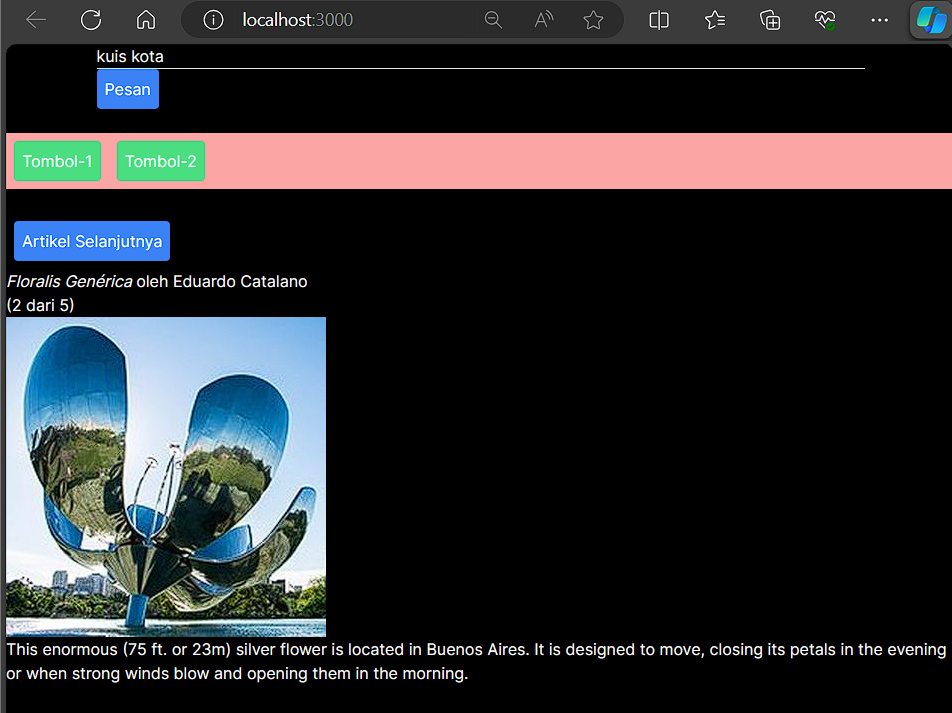 localhost:3000
kuis kota
Pesan
Tombol-1 Tombol-2
Artikel Selanjutnya
Floralis Genérica oleh Eduardo Catalano
(2 dari 5)
This enormous (75 ft. or 23m) silver flower is located in Buenos Aires. It is designed to move, closing its petals in the evening
or when strong winds blow and opening them in the morning.